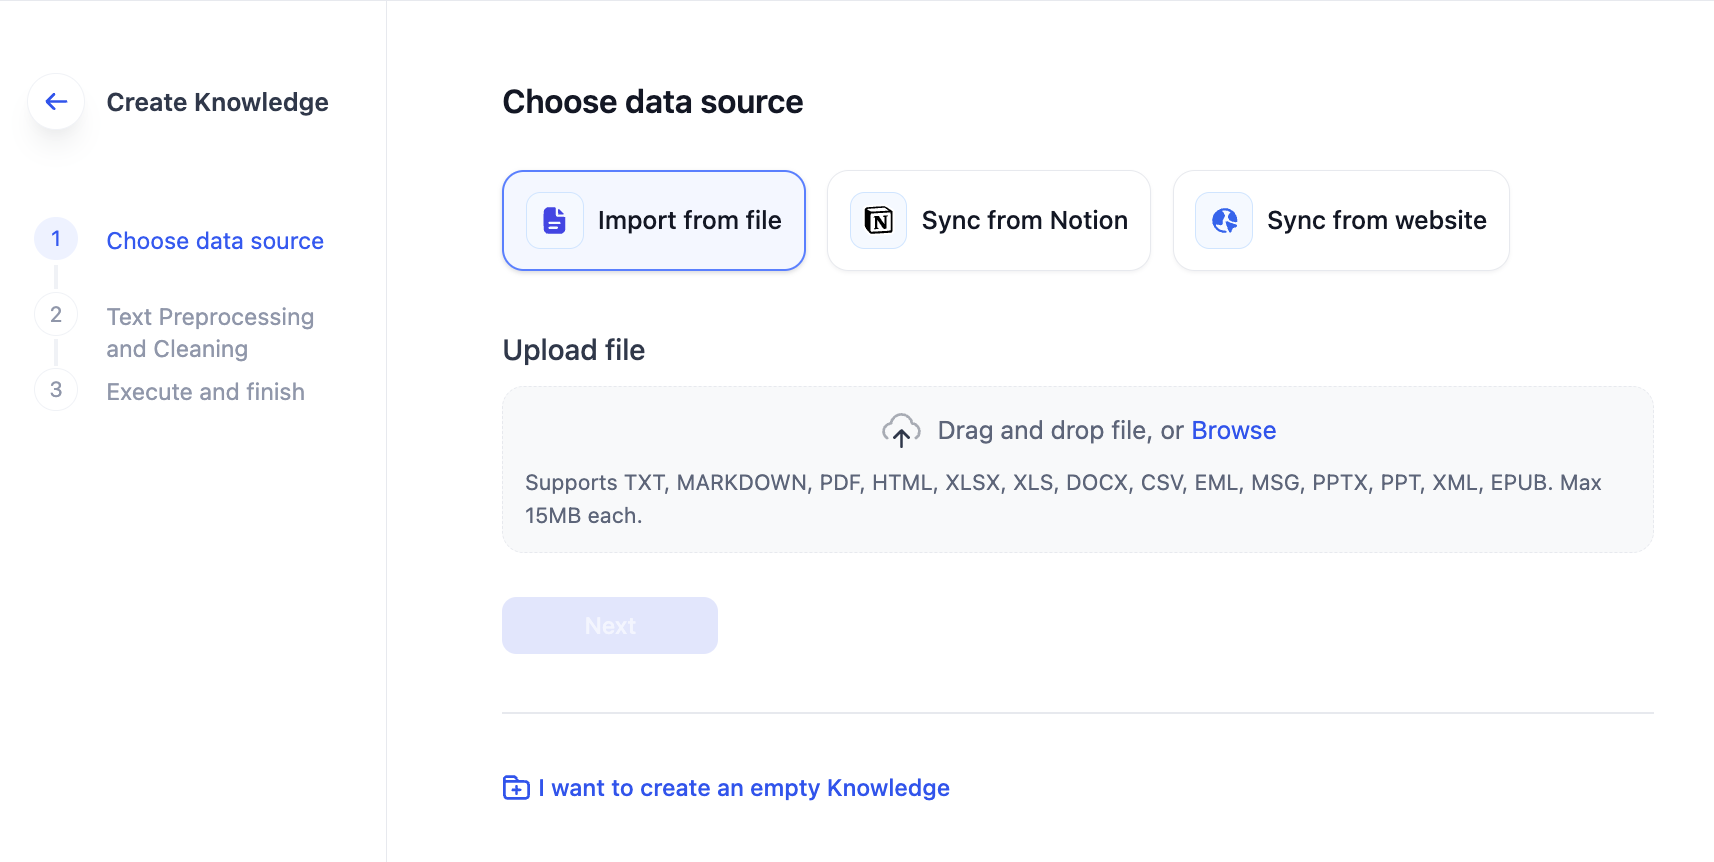 Create Knowledge
1
Choose data source
2
Text Preprocessing
and Cleaning
3
Execute and finish
Choose data source
Import from file
N
Sync from Notion
Sync from website
Upload file
Drag and drop file, or Browse
Supports TXT, MARKDOWN, PDF, HTML, XLSX, XLS, DOCX, CSV, EML, MSG, PPTX, PPT, XML, EPUB. Max
15MB each.
Next
I want to create an empty Knowledge